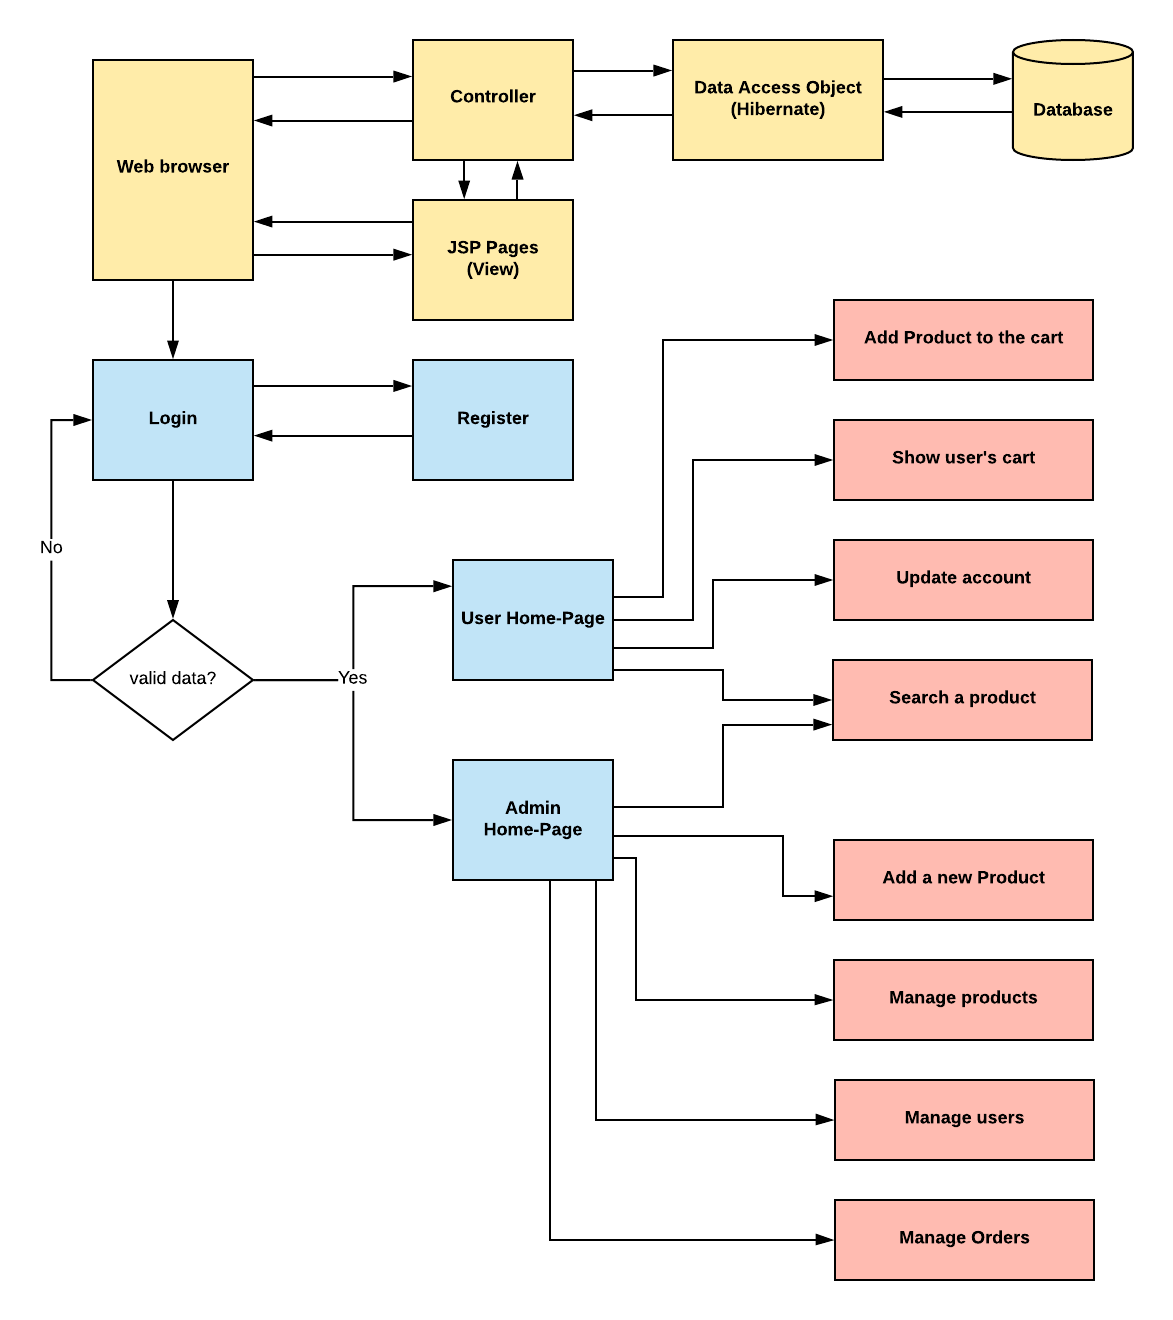 Controller
Data Access Object
(Hibernate)
Database
Web browser
JSP Pages
(View)
Add Product to the cart
Login
Register
Show user's cart
No
Update account
User Home-Page
valid data?
Yes
Search a product
Admin
Home-Page
Add a new Product
Manage products
Manage users
Manage Orders